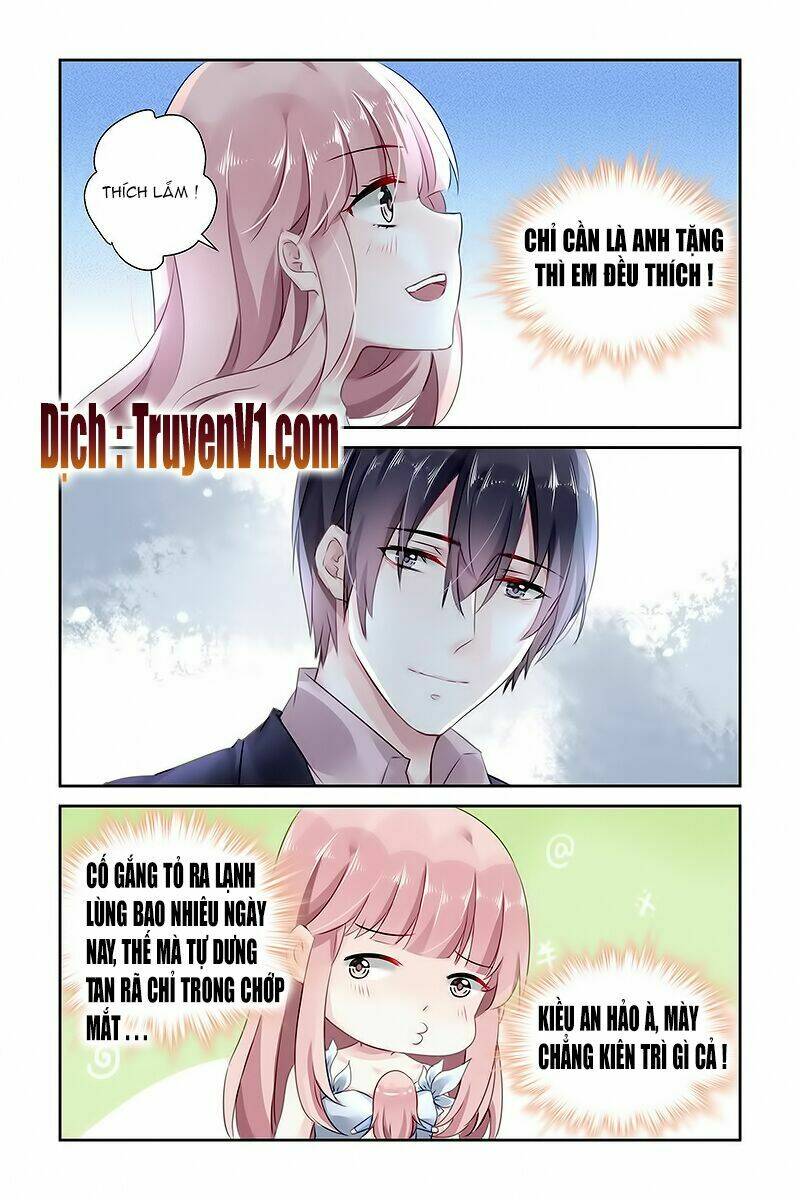 THÍCH LẮM !
CHỈ CẦN LÀ ANH TẶNG
THÌ EM ĐỀU THÍCH !
Dịch : TruyenV1.com
CỐ GẮNG TỎ RA LẠNH
LÙNG BAO NHIÊU NGÀY
NAY, THẾ MÀ TỰ DƯNG
TAN RÃ CHỈ TRONG CHỚP
MẮT . . .
KIỀU AN HẢO À, MÀY
CHẲNG KIÊN TRÌ GÌ CẢ !